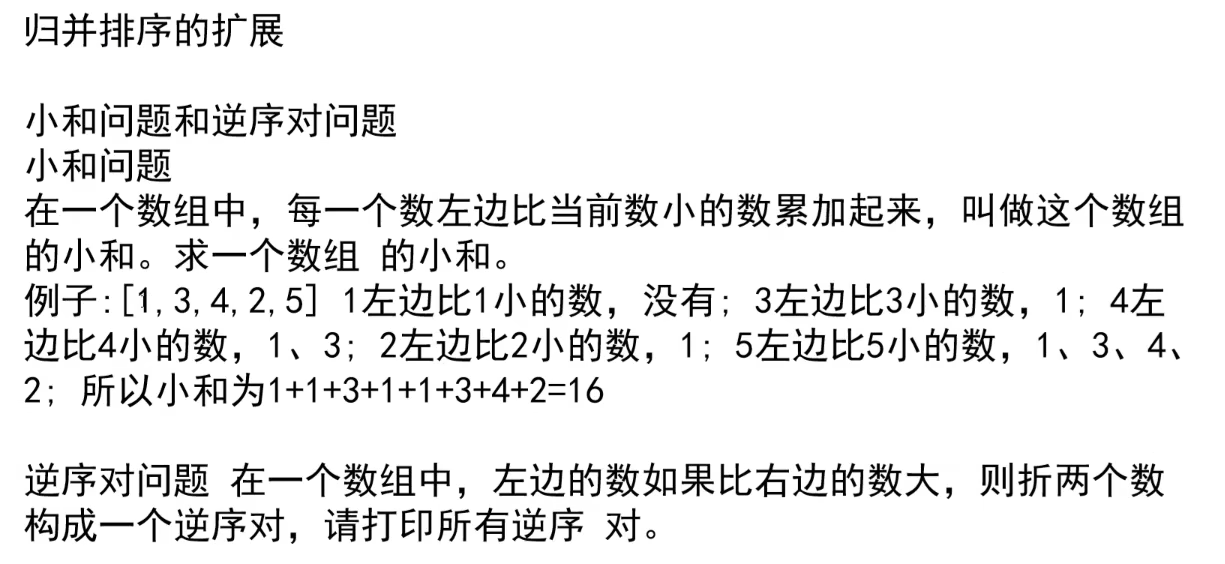 归并排序的扩展
小和问题和逆序对问题
小和问题
在一个数组中，每一个数左边比当前数小的数累加起来，叫做这个数组
的小和。求一个数组 的小和。
例子:[1,3,4,2,5] 1左边比1小的数，没有; 3左边比3小的数，1; 4左
边比4小的数，1、3; 2左边比2小的数，1; 5左边比5小的数，1、3、4、
2; 所以小和为1+1+3+1+1+3+4+2=16
逆序对问题 在一个数组中，左边的数如果比右边的数大，则折两个数
构成一个逆序对，请打印所有逆序 对。